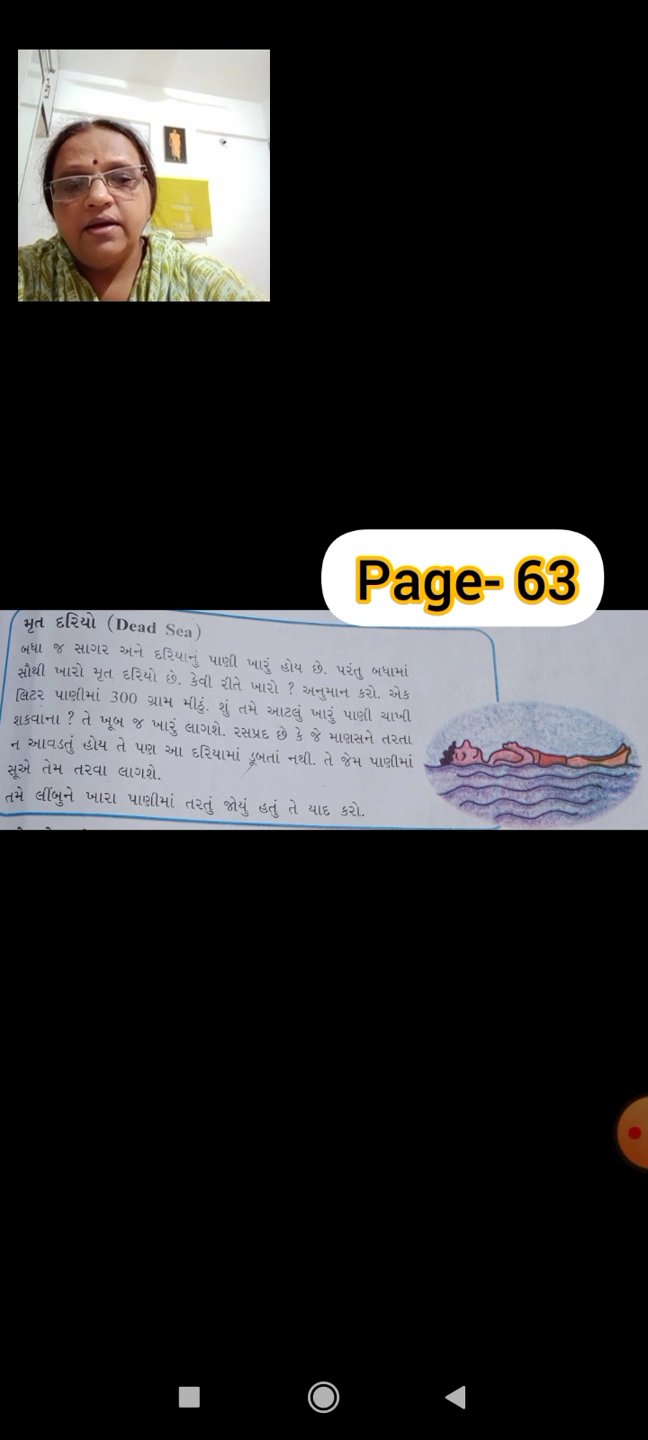 Page- 63
મૃત દરિયો (Dead Sea)
બધા જ સાગર અને દરિયાનું પાણી ખારું હોય છે. પરંતુ બધામાં
સૌથી ખારો મૃત દરિયો છે. કેવી રીતે ખારો ? અનુમાન કરો. એક
લિટર પાણીમાં 300 ગ્રામ મીઠું. શું તમે આટલું ખારું પાણી ચાખી
શકવાના ? તે ખૂબ જ ખારું લાગશે. રસપ્રદ છે કે જે માણસને તરતા
ન આવડતું હોય તે પણ આ દરિયામાં ડૂબતાં નથી. તે જેમ પાણીમાં
સૂએ તેમ તરવા લાગશે.
તમે લીંબુને ખારા પાણીમાં તરતું જોયું હતું તે યાદ કરો.